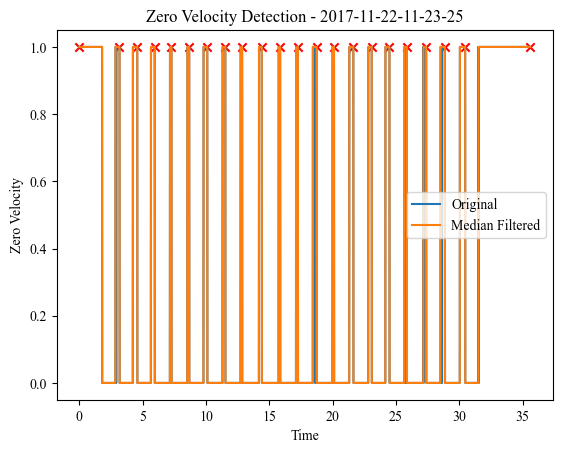 Zero Velocity Detection - 2017-11-22-11-23-25
1.0
0.8
0.6
0.4
0.2
0.0
Zero Velocity
Original
Median Filtered
0 5 10 15 20 25 30 35
Time